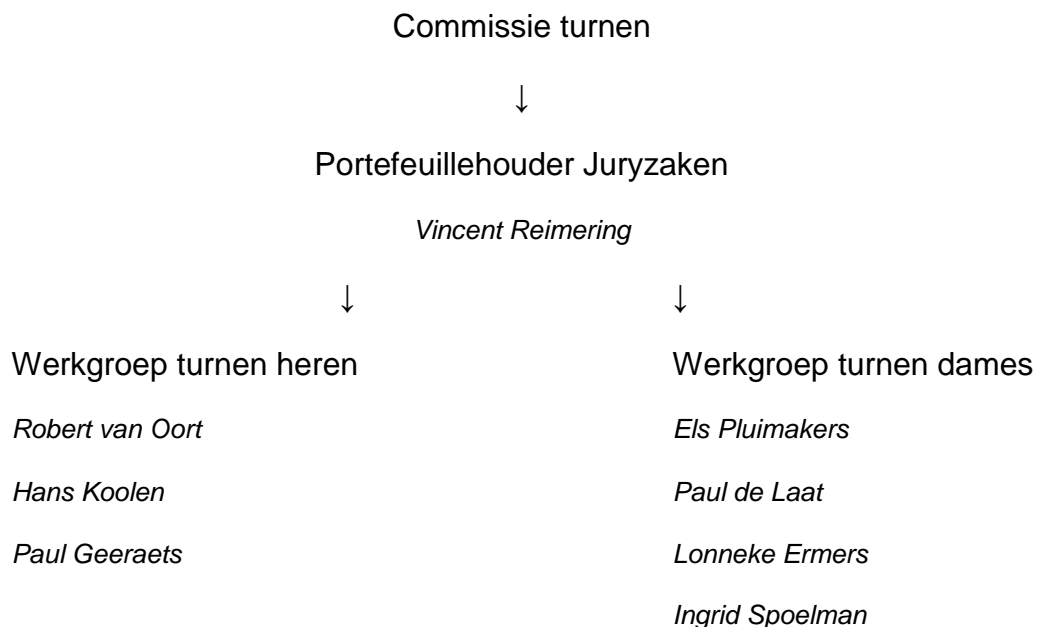 Commissie turnen
↓
Portefeuillehouder Juryzaken
Vincent Reimering
↓ ↓
Werkgroep turnen heren
Robert van Oort
Hans Koolen
Paul Geeraets
Werkgroep turnen dames
Els Pluimakers
Paul de Laat
Lonneke Ermers
Ingrid Spoelman